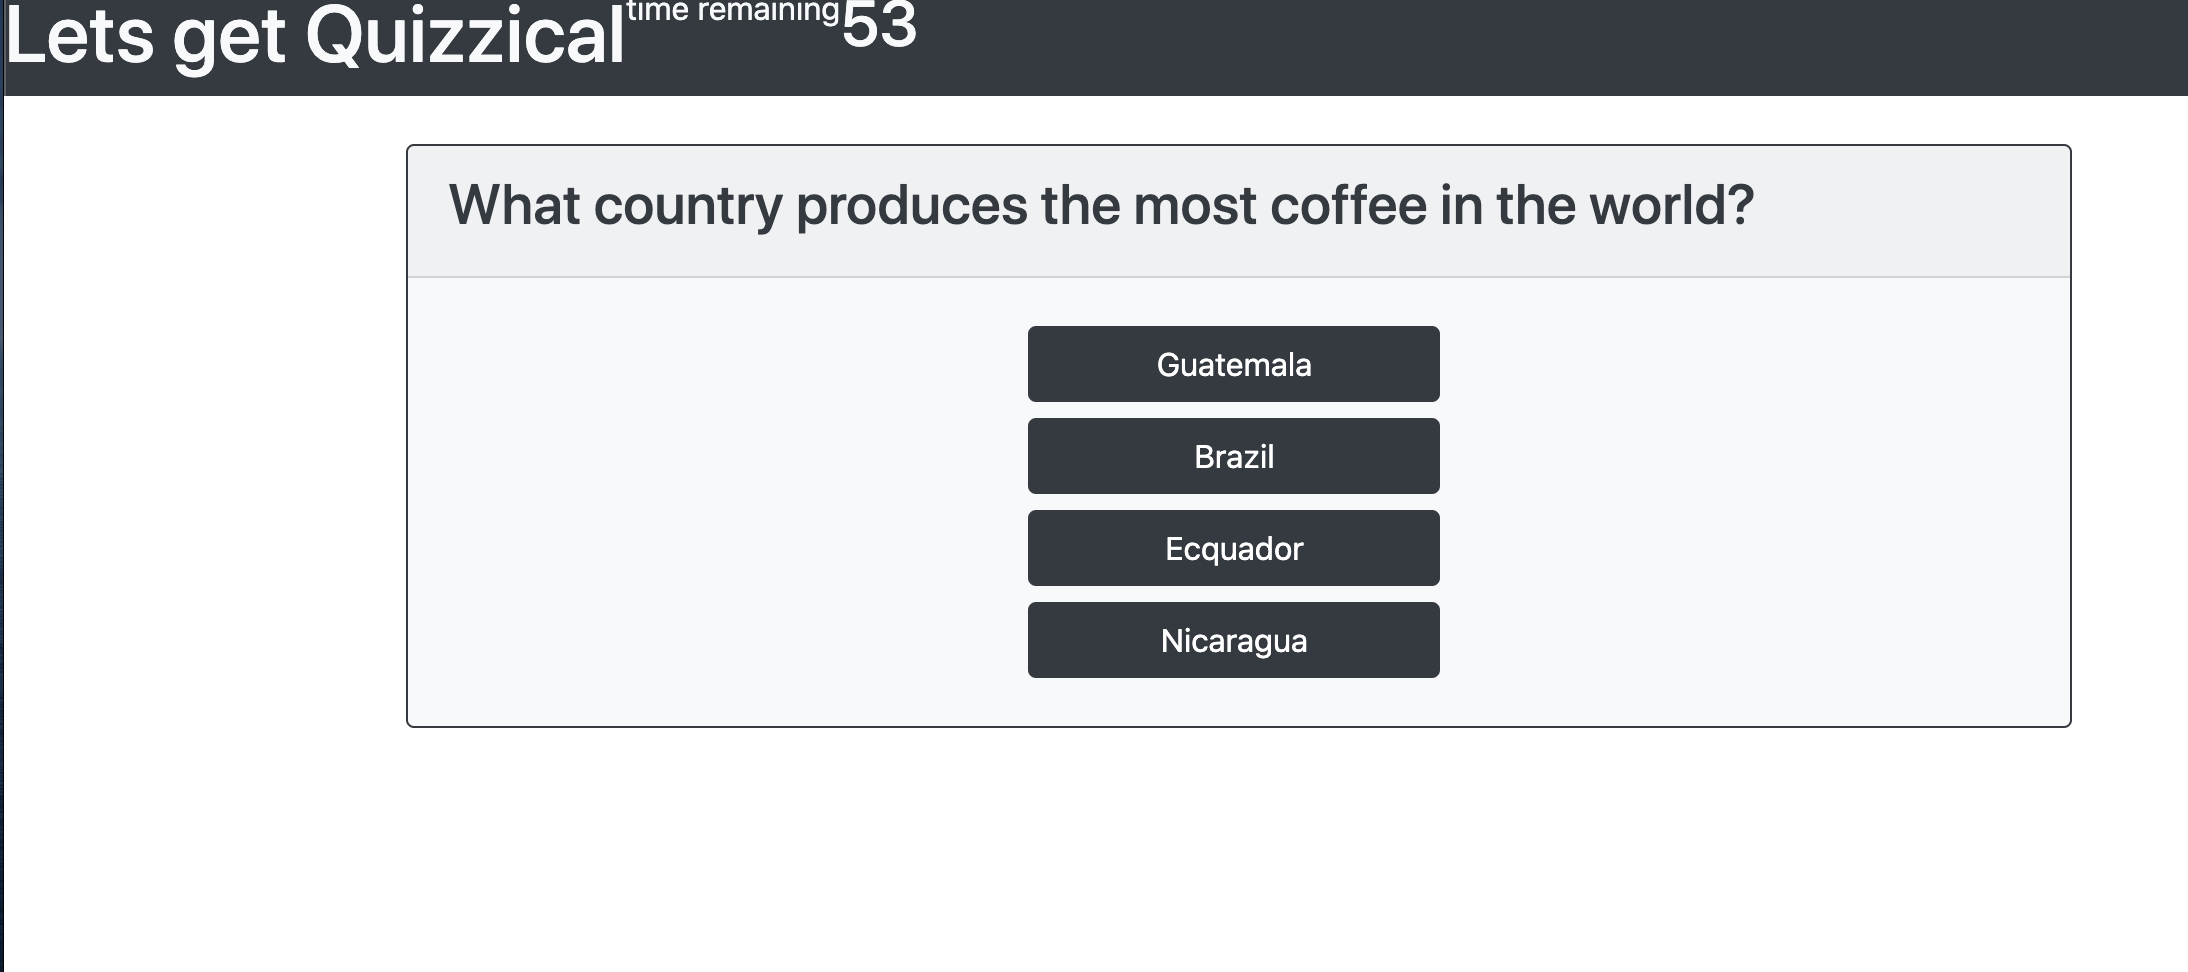 Lets get Quizzical time remaining 53
What country produces the most coffee in the world?
Guatemala
Brazil
Ecquador
Nicaragua